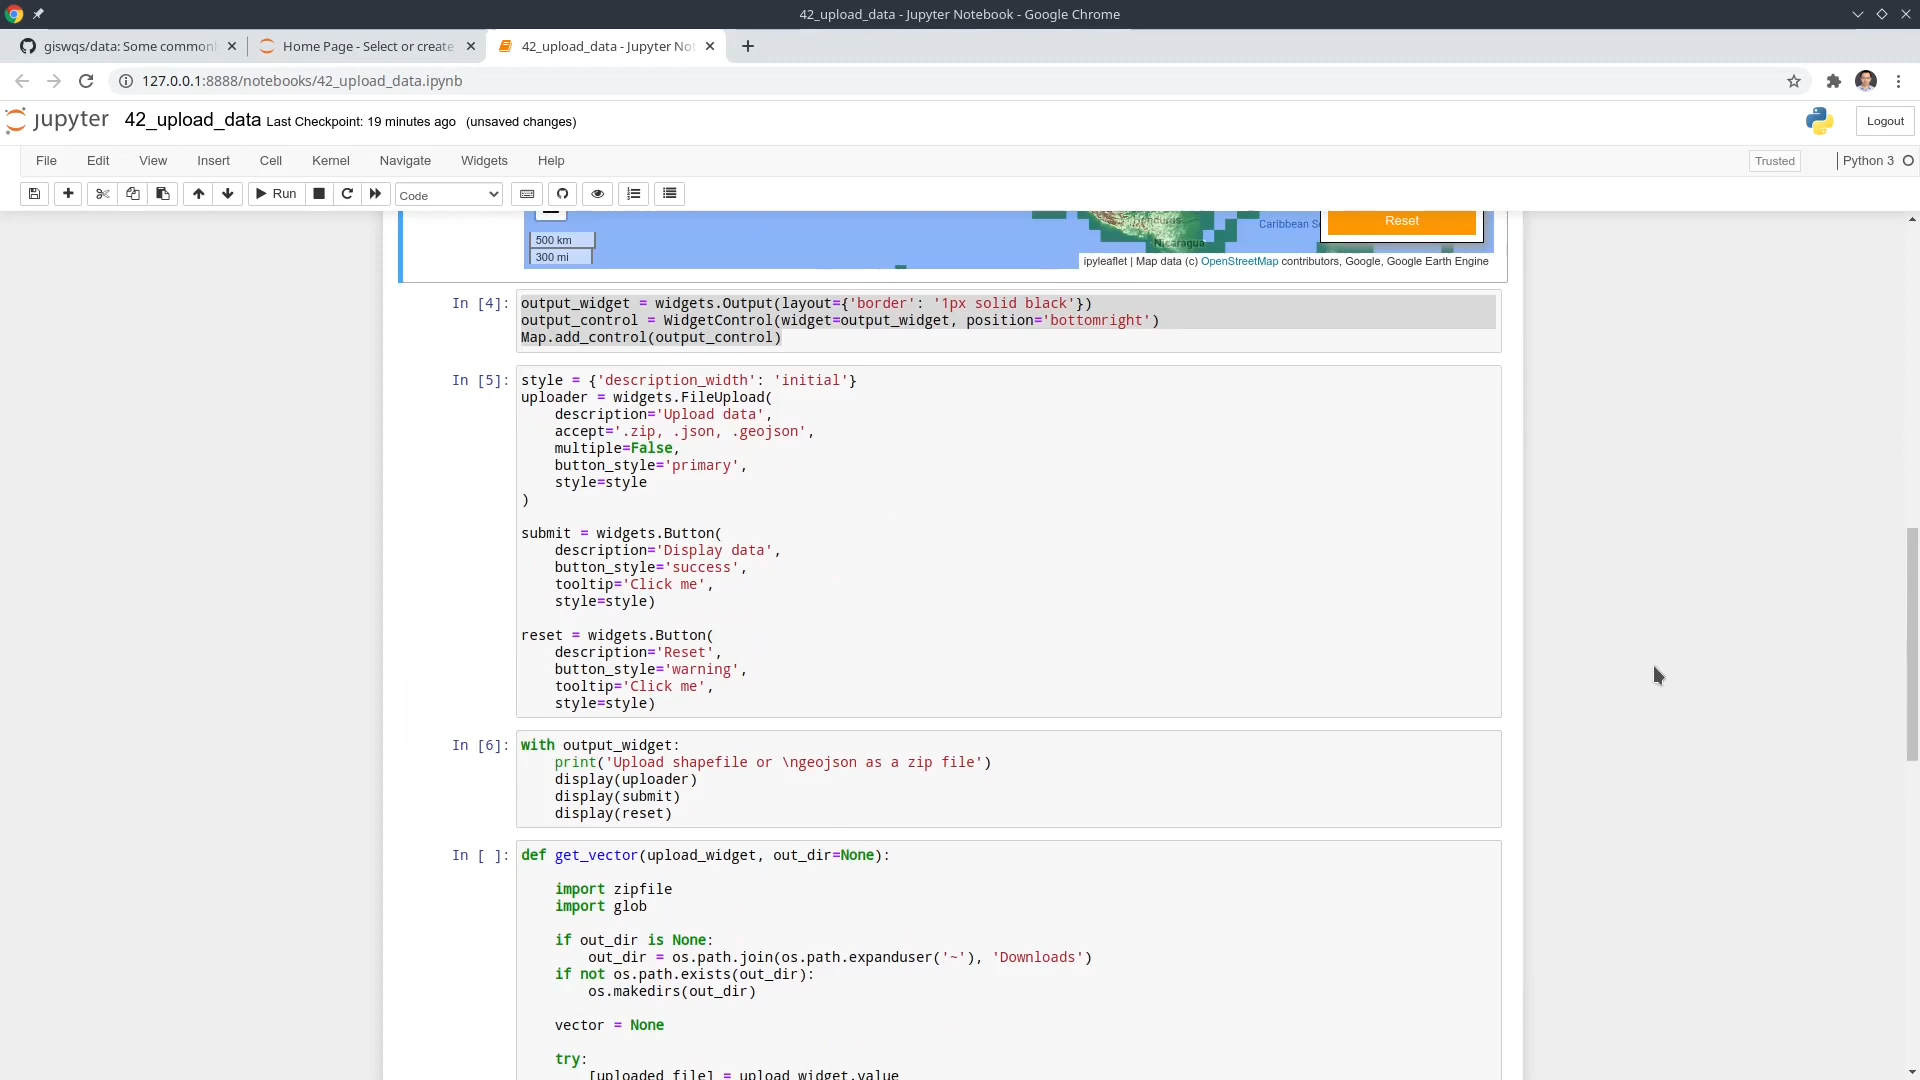 42_upload_data - Jupyter Notebook - Google Chrome
giswqs/data: Some common
Home Page - Select or create
42_upload_data - Jupyter No
127.0.0.1:8888/notebooks/42_upload_data.ipynb
jupyter 42_upload_data Last Checkpoint: 19 minutes ago (unsaved changes)
Logout
File Edit View Insert Cell Kernel Navigate Widgets Help
Trusted Python 3
Run Code
Reset
Caribbean S
Honduras
Nicaragua
500 km
300 mi
ipyleaflet | Map data (c) OpenStreetMap contributors, Google, Google Earth Engine
In [4]: output_widget = widgets.Output(layout={'border': '1px solid black'})
output_control = WidgetControl(widget=output_widget, position='bottomright')
Map.add_control(output_control)
In [5]: style = {'description_width': 'initial'}
uploader = widgets.FileUpload(
    description='Upload data',
    accept='.zip, .json, .geojson',
    multiple=False,
    button_style='primary',
    style=style
)
submit = widgets.Button(
    description='Display data',
    button_style='success',
    tooltip='Click me',
    style=style)
reset = widgets.Button(
    description='Reset',
    button_style='warning',
    tooltip='Click me',
    style=style)
In [6]: with output_widget:
    print('Upload shapefile or \ngeojson as a zip file')
    display(uploader)
    display(submit)
    display(reset)
In [ ]: def get_vector(upload_widget, out_dir=None):
    import zipfile
    import glob
    if out_dir is None:
        out_dir = os.path.join(os.path.expanduser('~'), 'Downloads')
    if not os.path.exists(out_dir):
        os.makedirs(out_dir)
    vector = None
    try:
        [uploaded_file] = upload_widget.value